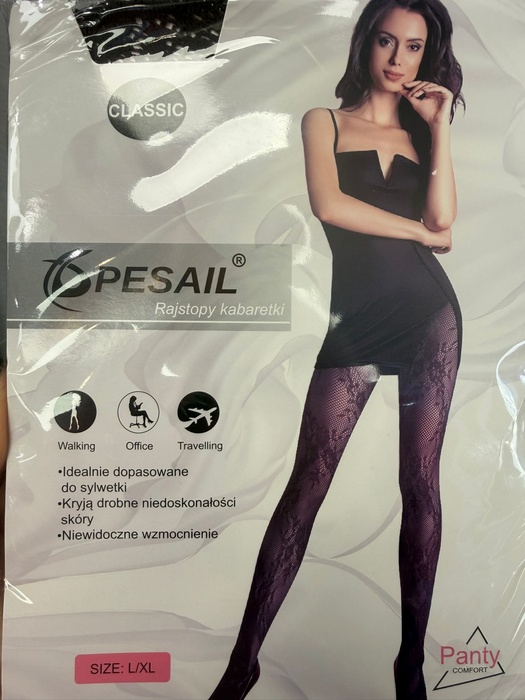 CLASSIC
PESAIL®
Rajstopy kabaretki
Walking Office Travelling
•Idealnie dopasowane
do sylwetki
•Kryją drobne niedoskonałości
skóry
•Niewidoczne wzmocnienie
SIZE: L/XL
Panty
COMFORT